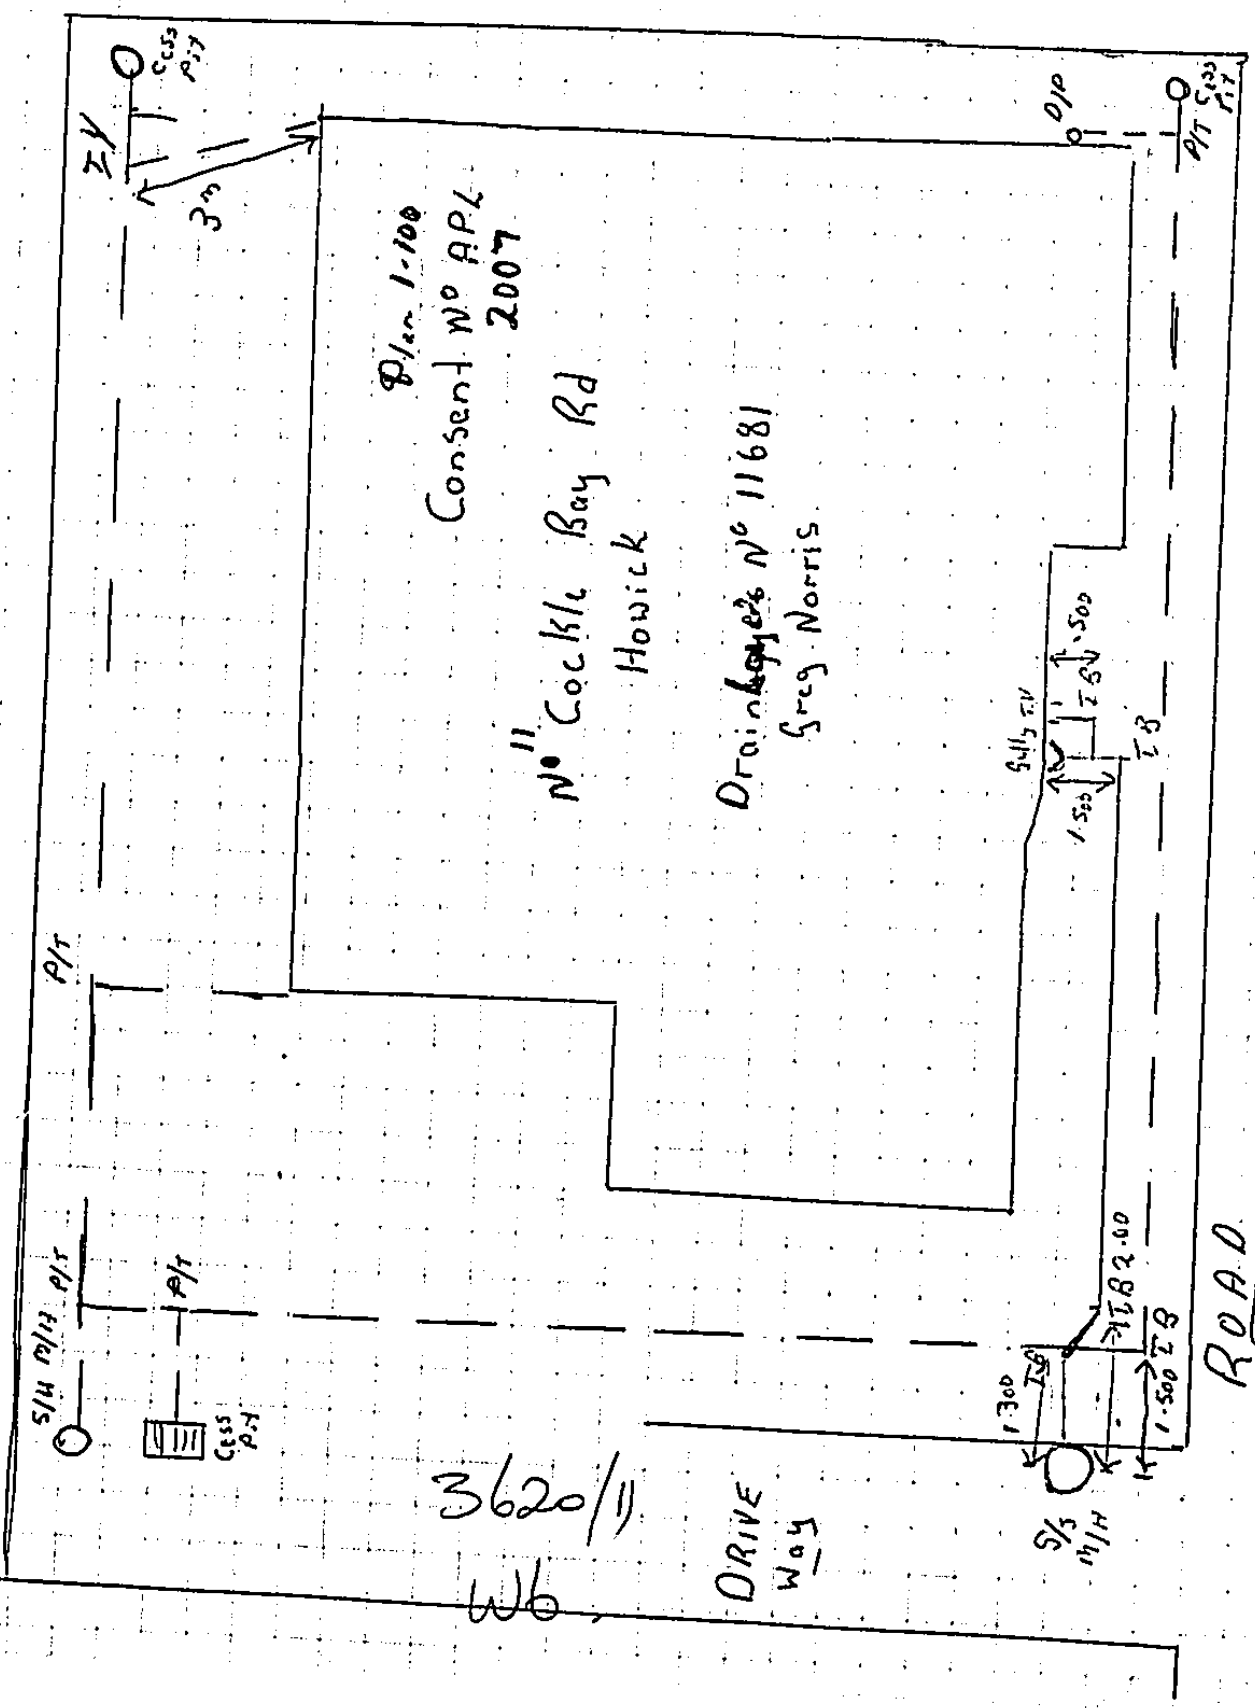 Plan 1-100
Consent No APL
2007
No 11 Cockle Bay Rd
Howick
Drainlayers No 11681
Greg Norris
Cess
Pit
IY
3m
P/T
S/W M/H P/T
P/T
Cess
Pit
3620/11
W6
DRIVE
Way
S/S
M/H
1.300
IB
IB 2.00
1.500 IB
ROAD
Gully
1.500
IB
IB
.500
D/P
P/T
Cess
Pit